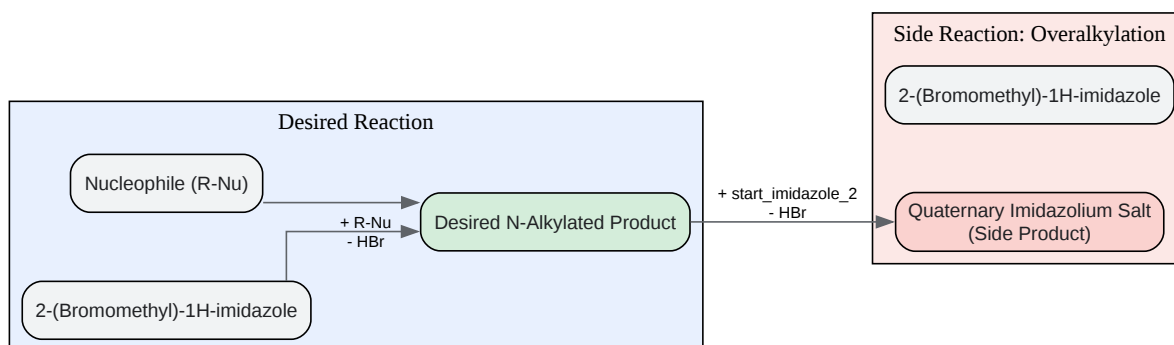 Desired Reaction
Nucleophile (R-Nu)
+ R-Nu
- HBr
2-(Bromomethyl)-1H-imidazole
Desired N-Alkylated Product
+ start_imidazole_2
- HBr
Side Reaction: Overalkylation
2-(Bromomethyl)-1H-imidazole
Quaternary Imidazolium Salt
(Side Product)